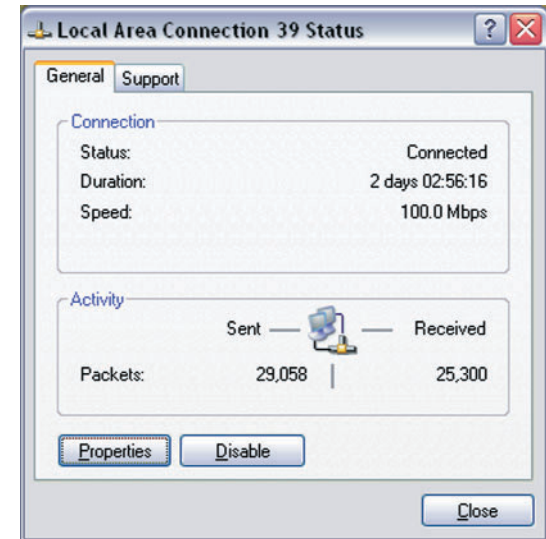 Local Area Connection 39 Status
General Support
Connection
Status: Connected
Duration: 2 days 02:56:16
Speed: 100.0 Mbps
Activity
Sent — — Received
Packets: 29,058 | 25,300
Properties Disable
Close